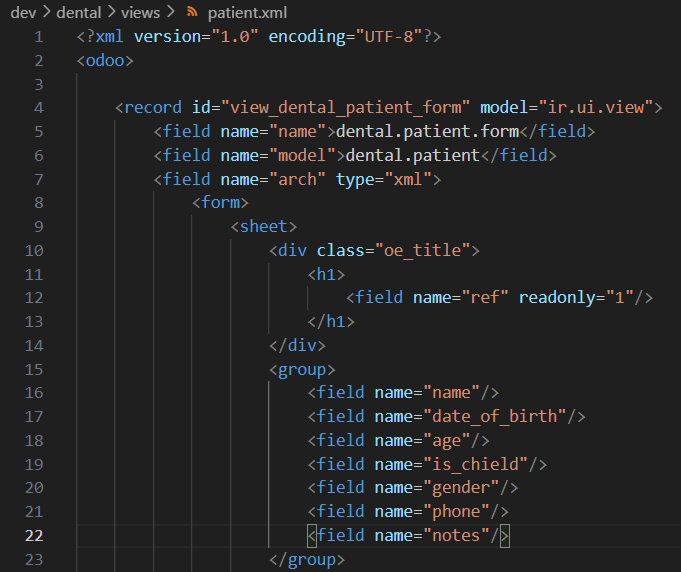 dev > dental > views > patient.xml
1 <?xml version="1.0" encoding="UTF-8"?>
2 <odoo>
3
4 <record id="view_dental_patient_form" model="ir.ui.view">
5 <field name="name">dental.patient.form</field>
6 <field name="model">dental.patient</field>
7 <field name="arch" type="xml">
8 <form>
9 <sheet>
10 <div class="oe_title">
11 <h1>
12 <field name="ref" readonly="1"/>
13 </h1>
14 </div>
15 <group>
16 <field name="name"/>
17 <field name="date_of_birth"/>
18 <field name="age"/>
19 <field name="is_chield"/>
20 <field name="gender"/>
21 <field name="phone"/>
22 <field name="notes"/>
23 </group>